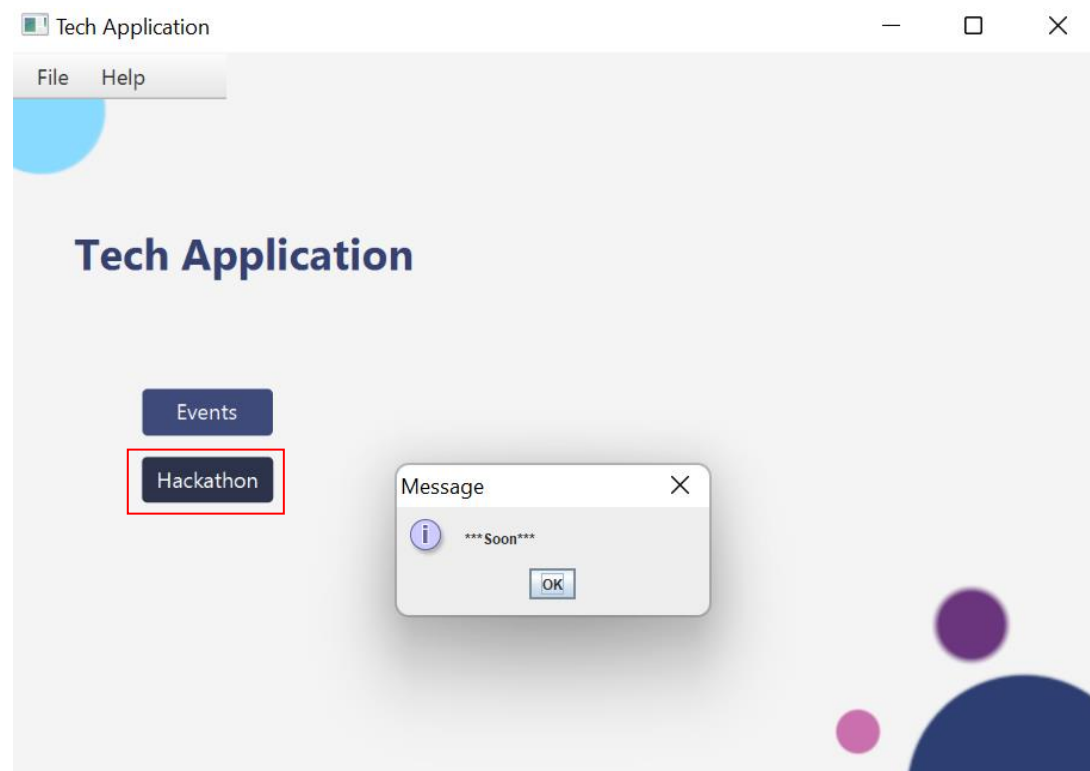 Tech Application
File Help
Tech Application
Events
Hackathon
Message
i
***Soon***
OK